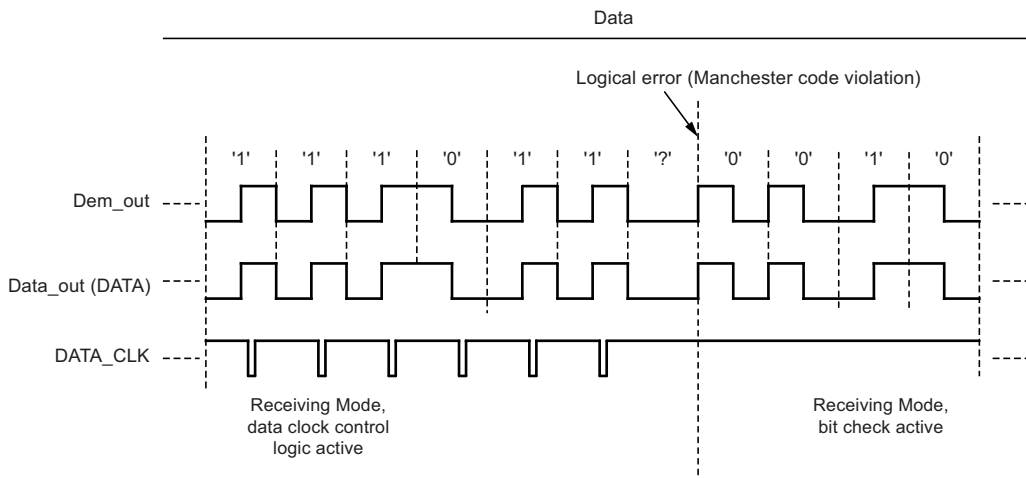 Data
Logical error (Manchester code violation)
'1' '1' '1' '0' '1' '1' '?' '0' '0' '1' '0'
Dem_out
Data_out (DATA)
DATA_CLK
Receiving Mode,
data clock control
logic active
Receiving Mode,
bit check active